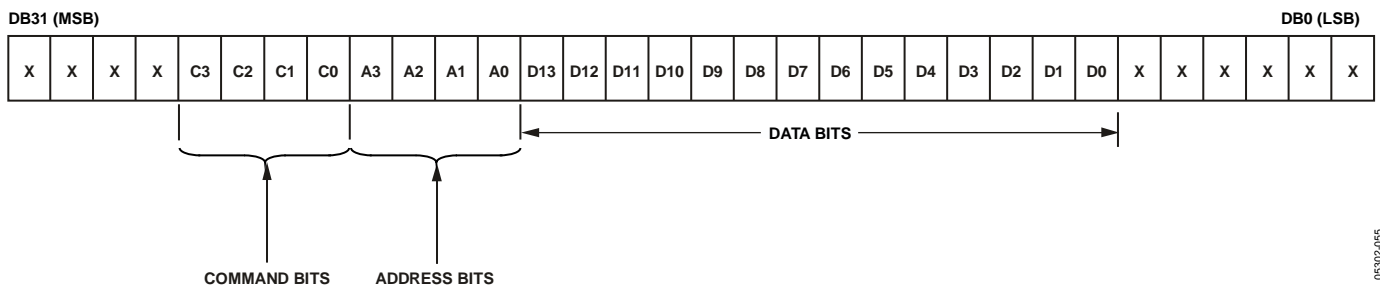 DB31 (MSB) DB0 (LSB)
X X X X C3 C2 C1 C0 A3 A2 A1 A0 D13 D12 D11 D10 D9 D8 D7 D6 D5 D4 D3 D2 D1 D0 X X X X X X
DATA BITS
COMMAND BITS ADDRESS BITS
05302-055